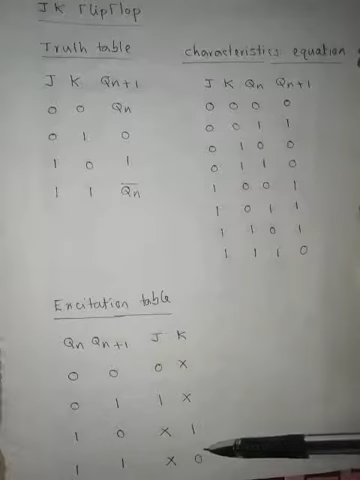 JK FlipFlop
Truth table
J K Qn+1
0 0 Qn
0 1 0
1 0 1
1 1 Q̅n
characteristics equation
J K Qn Qn+1
0 0 0 0
0 0 1 1
0 1 0 0
0 1 1 0
1 0 0 1
1 0 1 1
1 1 0 1
1 1 1 0
Excitation table
Qn Qn+1 J K
0 0 0 X
0 1 1 X
1 0 X 1
1 1 X 0